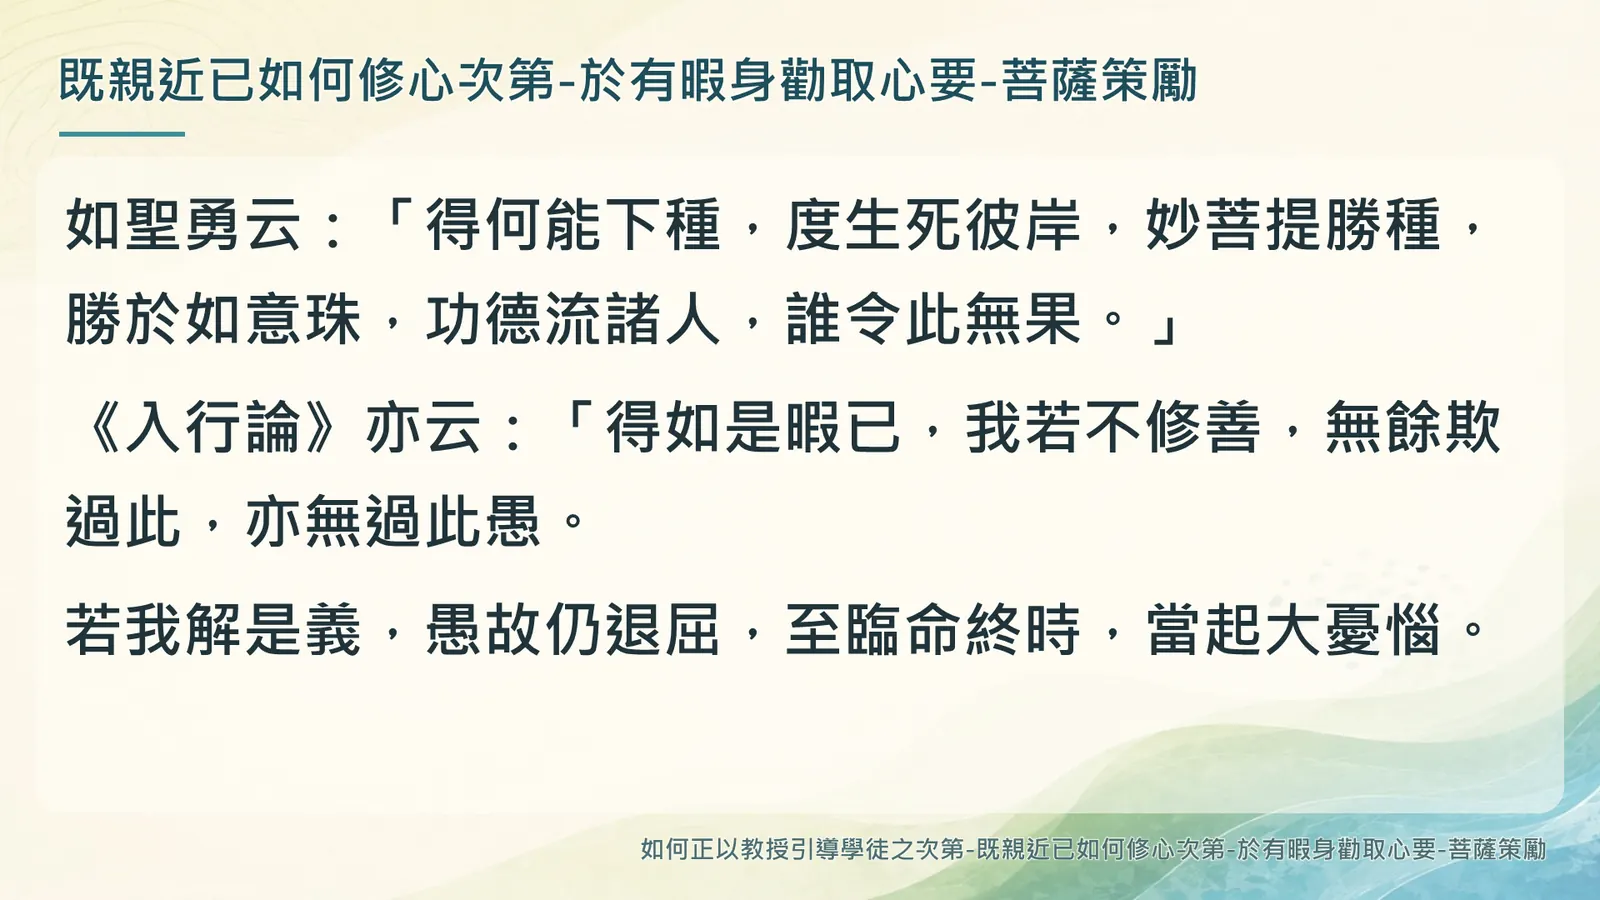 既親近已如何修心次第-於有暇身勸取心要-菩薩策勵
如聖勇云：「得何能下種，度生死彼岸，妙菩提勝種，
勝於如意珠，功德流諸人，誰令此無果。」
《入行論》亦云：「得如是暇已，我若不修善，無餘欺
過此，亦無過此愚。
若我解是義，愚故仍退屈，至臨命終時，當起大憂惱。
如何正以教授引導學徒之次第-既親近已如何修心次第-於有暇身勸取心要-菩薩策勵